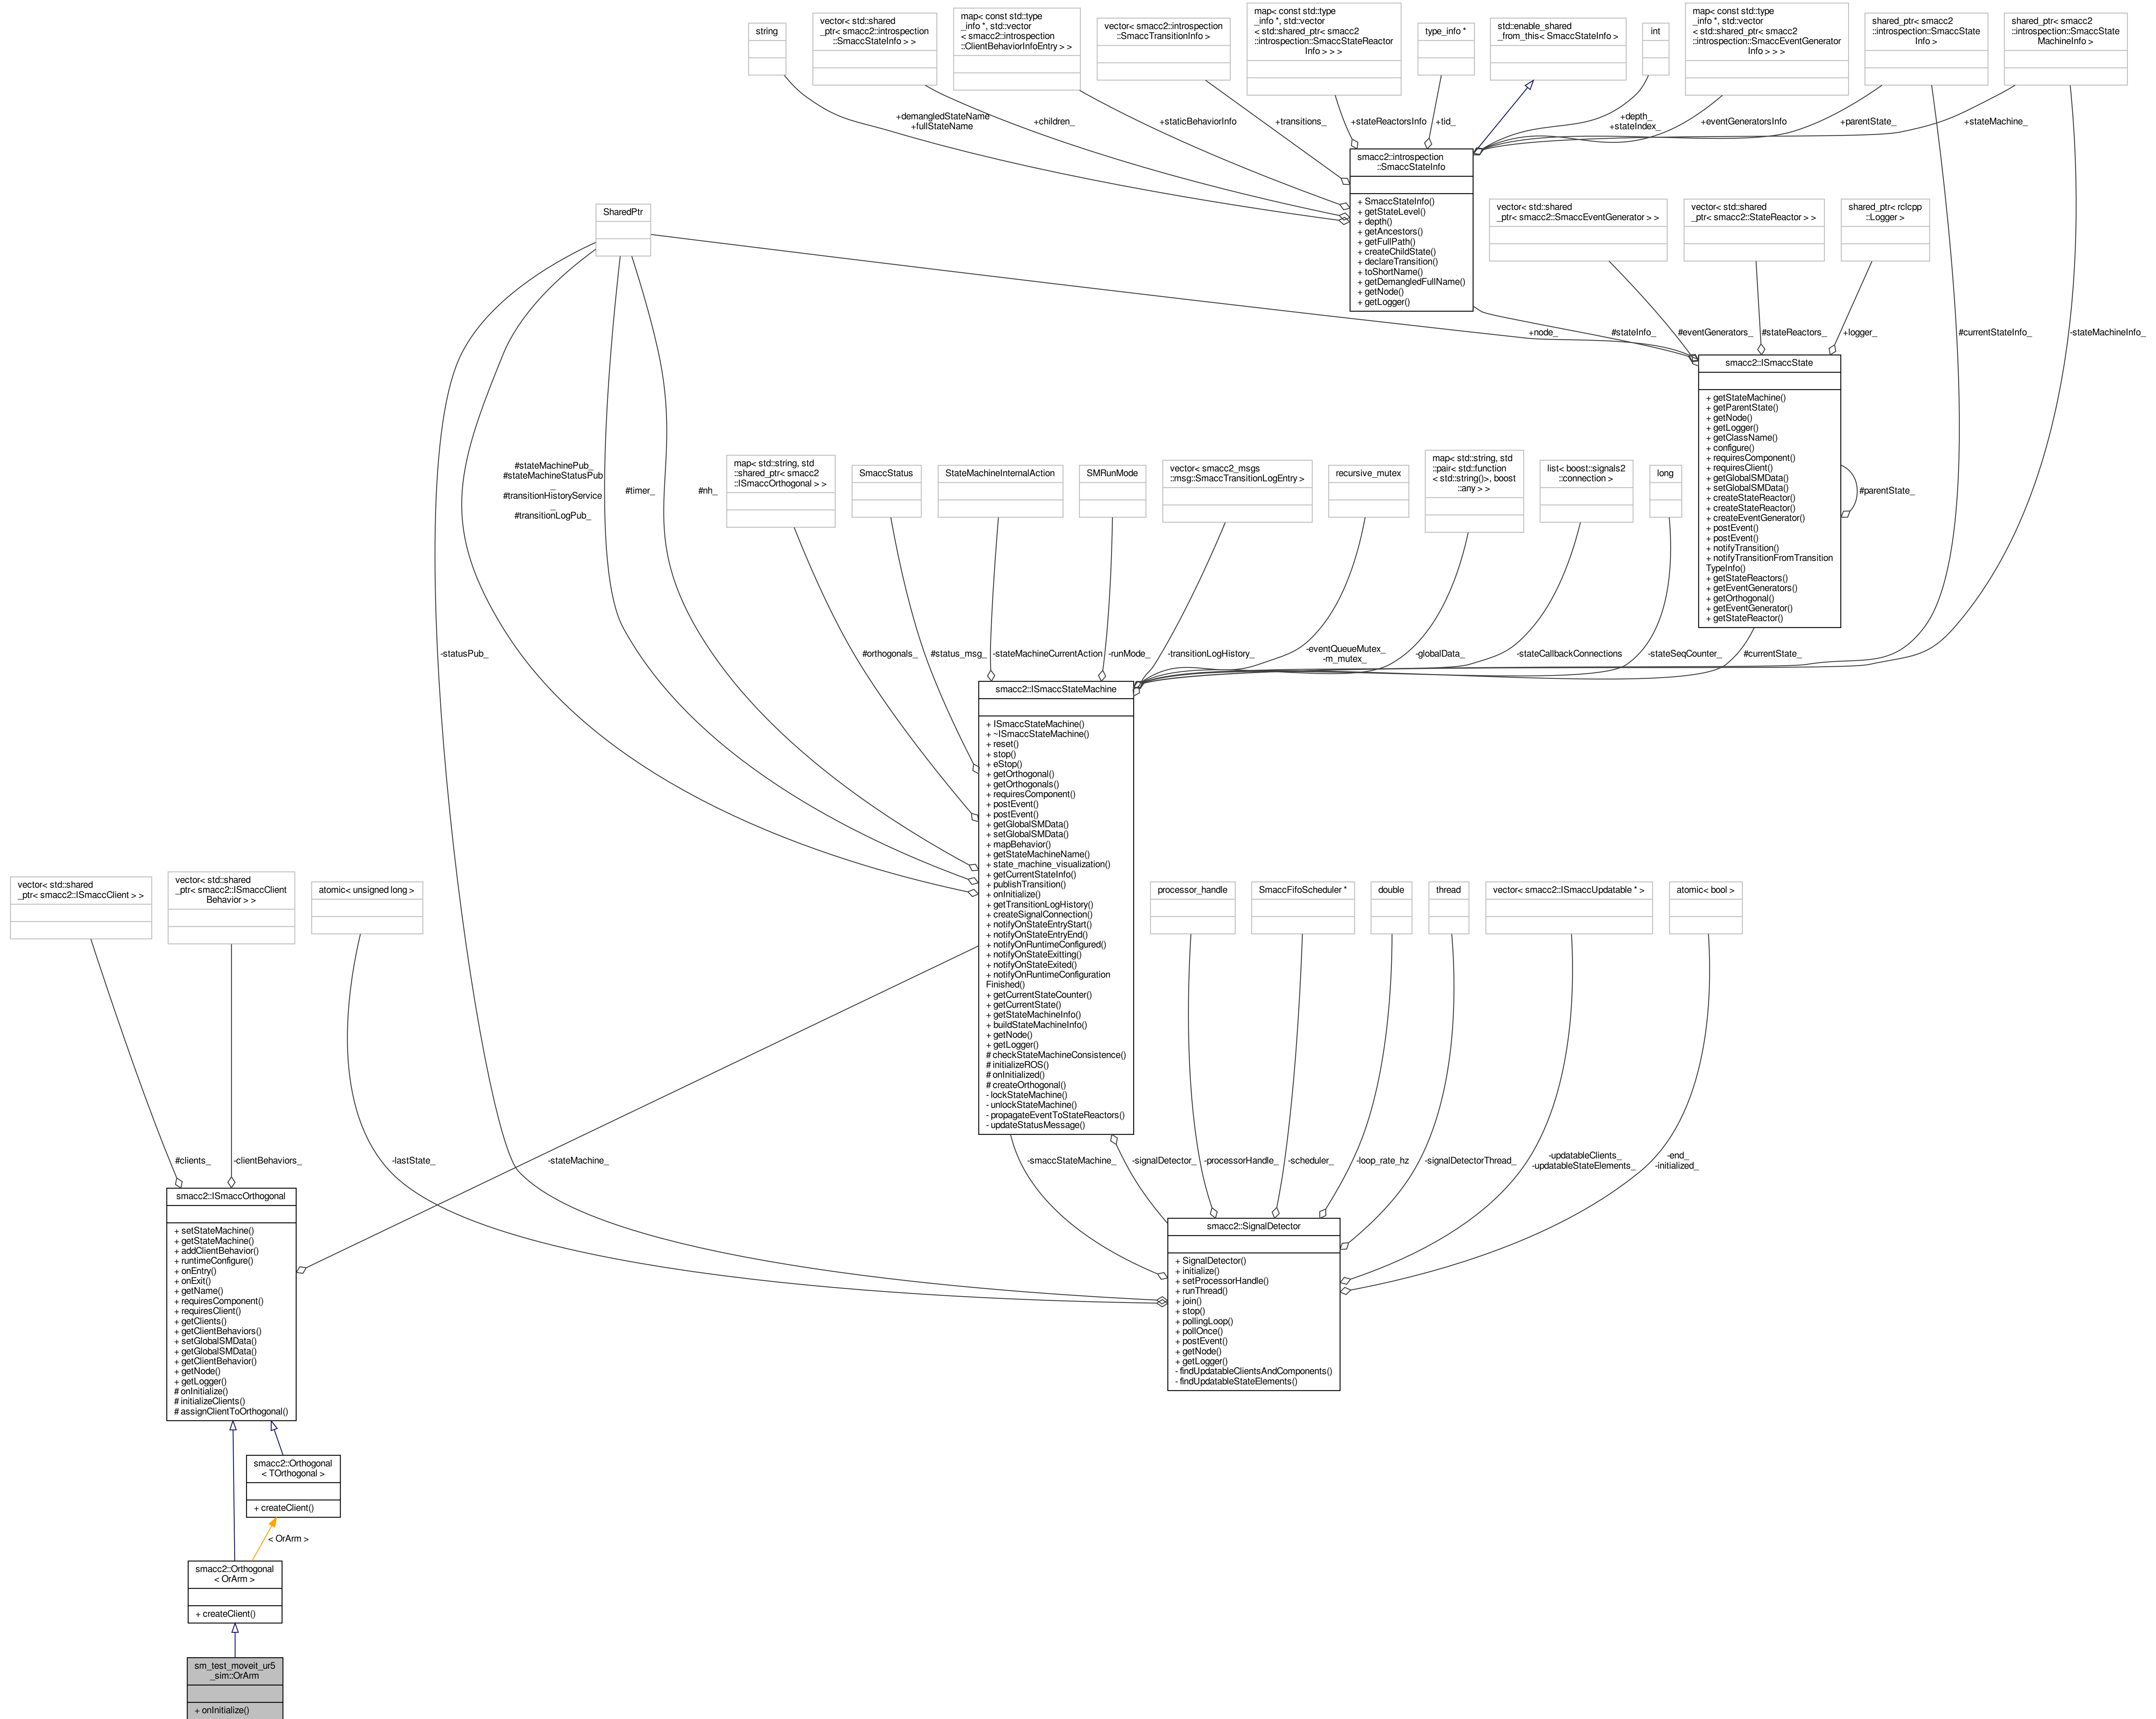 string
vector< std::shared
_ptr< smacc2::introspection
::SmaccStateInfo > >
map< const std::type
_info *, std::vector
< smacc2::introspection
::ClientBehaviorInfoEntry > >
vector< smacc2::introspection
::SmaccTransitionInfo >
map< const std::type
_info *, std::vector
< std::shared_ptr< smacc2
::introspection::SmaccStateReactor
Info > > >
type_info *
std::enable_shared
_from_this< SmaccStateInfo >
int
map< const std::type
_info *, std::vector
< std::shared_ptr< smacc2
::introspection::SmaccEventGenerator
Info > > >
shared_ptr< smacc2
::introspection::SmaccState
Info >
shared_ptr< smacc2
::introspection::SmaccState
MachineInfo >
+demangledStateName
+fullStateName
+children_
+staticBehaviorInfo
+transitions_
+stateReactorsInfo
+tid_
+depth_
+stateIndex_
+eventGeneratorsInfo
+parentState_
+stateMachine_
smacc2::introspection
::SmaccStateInfo
+ SmaccStateInfo()
+ getStateLevel()
+ depth()
+ getAncestors()
+ getFullPath()
+ createChildState()
+ declareTransition()
+ toShortName()
+ getDemangledFullName()
+ getNode()
+ getLogger()
SharedPtr
vector< std::shared
_ptr< smacc2::SmaccEventGenerator > >
vector< std::shared
_ptr< smacc2::StateReactor > >
shared_ptr< rclcpp
::Logger >
+node_
#stateInfo_
#eventGenerators_
#stateReactors_
+logger_
#currentStateInfo_
-stateMachineInfo_
smacc2::ISmaccState
+ getStateMachine()
+ getParentState()
+ getNode()
+ getLogger()
+ getClassName()
+ configure()
+ requiresComponent()
+ requiresClient()
+ getGlobalSMData()
+ setGlobalSMData()
+ createStateReactor()
+ createStateReactor()
+ createEventGenerator()
+ postEvent()
+ postEvent()
+ notifyTransition()
+ notifyTransitionFromTransition
TypeInfo()
+ getStateReactors()
+ getEventGenerators()
+ getOrthogonal()
+ getEventGenerator()
+ getStateReactor()
#parentState_
#stateMachinePub_
#stateMachineStatusPub
_
#transitionHistoryService
_
#transitionLogPub_
#timer_
#nh_
map< std::string, std
::shared_ptr< smacc2
::ISmaccOrthogonal > >
SmaccStatus
StateMachineInternalAction
SMRunMode
vector< smacc2_msgs
::msg::SmaccTransitionLogEntry >
recursive_mutex
map< std::string, std
::pair< std::function
< std::string()>, boost
::any > >
list< boost::signals2
::connection >
long
-statusPub_
#orthogonals_
#status_msg_
-stateMachineCurrentAction
-runMode_
-transitionLogHistory_
-eventQueueMutex_
-m_mutex_
-globalData_
-stateCallbackConnections
-stateSeqCounter_
#currentState_
smacc2::ISmaccStateMachine
+ ISmaccStateMachine()
+ ~ISmaccStateMachine()
+ reset()
+ stop()
+ eStop()
+ getOrthogonal()
+ getOrthogonals()
+ requiresComponent()
+ postEvent()
+ postEvent()
+ getGlobalSMData()
+ setGlobalSMData()
+ mapBehavior()
+ getStateMachineName()
+ state_machine_visualization()
+ getCurrentStateInfo()
+ publishTransition()
+ onInitialize()
+ getTransitionLogHistory()
+ createSignalConnection()
+ notifyOnStateEntryStart()
+ notifyOnStateEntryEnd()
+ notifyOnRuntimeConfigured()
+ notifyOnStateExitting()
+ notifyOnStateExited()
+ notifyOnRuntimeConfiguration
Finished()
+ getCurrentStateCounter()
+ getCurrentState()
+ getStateMachineInfo()
+ buildStateMachineInfo()
+ getNode()
+ getLogger()
# checkStateMachineConsistence()
# initializeROS()
# onInitialized()
# createOrthogonal()
- lockStateMachine()
- unlockStateMachine()
- propagateEventToStateReactors()
- updateStatusMessage()
vector< std::shared
_ptr< smacc2::ISmaccClient > >
vector< std::shared
_ptr< smacc2::ISmaccClient
Behavior > >
atomic< unsigned long >
processor_handle
SmaccFifoScheduler *
double
thread
vector< smacc2::ISmaccUpdatable * >
atomic< bool >
#clients_
-clientBehaviors_
-lastState_
-stateMachine_
-smaccStateMachine_
-signalDetector_
-processorHandle_
-scheduler_
-loop_rate_hz
-signalDetectorThread_
-updatableClients_
-updatableStateElements_
-end_
-initialized_
smacc2::ISmaccOrthogonal
+ setStateMachine()
+ getStateMachine()
+ addClientBehavior()
+ runtimeConfigure()
+ onEntry()
+ onExit()
+ getName()
+ requiresComponent()
+ requiresClient()
+ getClients()
+ getClientBehaviors()
+ setGlobalSMData()
+ getGlobalSMData()
+ getClientBehavior()
+ getNode()
+ getLogger()
# onInitialize()
# initializeClients()
# assignClientToOrthogonal()
smacc2::SignalDetector
+ SignalDetector()
+ initialize()
+ setProcessorHandle()
+ runThread()
+ join()
+ stop()
+ pollingLoop()
+ pollOnce()
+ postEvent()
+ getNode()
+ getLogger()
- findUpdatableClientsAndComponents()
- findUpdatableStateElements()
smacc2::Orthogonal
< TOrthogonal >
+ createClient()
< OrArm >
smacc2::Orthogonal
< OrArm >
+ createClient()
sm_test_moveit_ur5
_sim::OrArm
+ onInitialize()